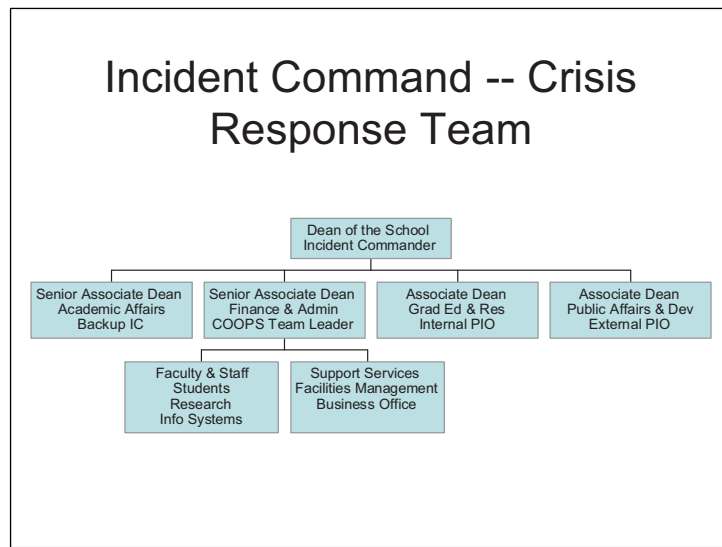 Incident Command -- Crisis
Response Team
Dean of the School
Incident Commander
Senior Associate Dean
Academic Affairs
Backup IC
Senior Associate Dean
Finance & Admin
COOPS Team Leader
Associate Dean
Grad Ed & Res
Internal PIO
Associate Dean
Public Affairs & Dev
External PIO
Faculty & Staff
Students
Research
Info Systems
Support Services
Facilities Management
Business Office